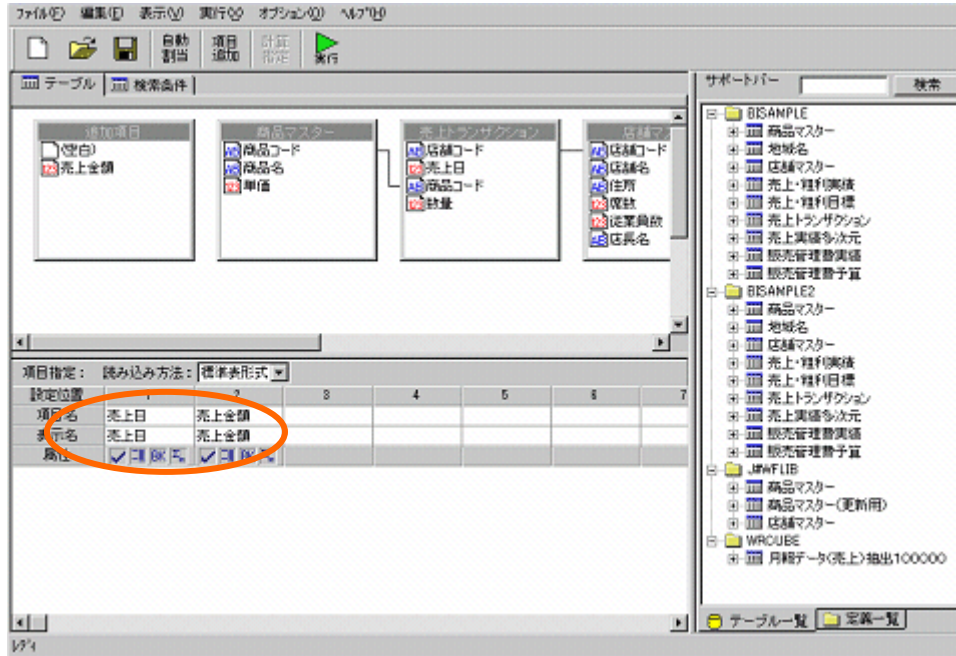 ファイル(F) 編集(E) 表示(V) 実行(X) オプション(O) ヘルプ(H)
自動割当 項目追加 計算指定 実行
テーブル 検索条件
追加項目
(空白)
売上金額
商品マスター
商品コード
商品名
単価
売上トランザクション
店舗コード
売上日
商品コード
数量
店舗マス
店舗コード
店舗名
住所
席数
従業員数
店長名
項目指定: 読み込み方法: 標準表形式
設定位置 1 2 3 4 5 6 7
項目名 売上日 売上金額
表示名 売上日 売上金額
属性
サポートバー 検索
BISAMPLE
商品マスター
地域名
店舗マスター
売上・粗利実績
売上・粗利目標
売上トランザクション
売上実績多次元
販売管理費実績
販売管理費予算
BISAMPLE2
商品マスター
地域名
店舗マスター
売上・粗利実績
売上・粗利目標
売上トランザクション
売上実績多次元
販売管理費実績
販売管理費予算
J#WFLIB
商品マスター
商品マスター(更新用)
店舗マスター
WRCUBE
月報データ(売上)抽出100000
テーブル一覧 定義一覧
レディ